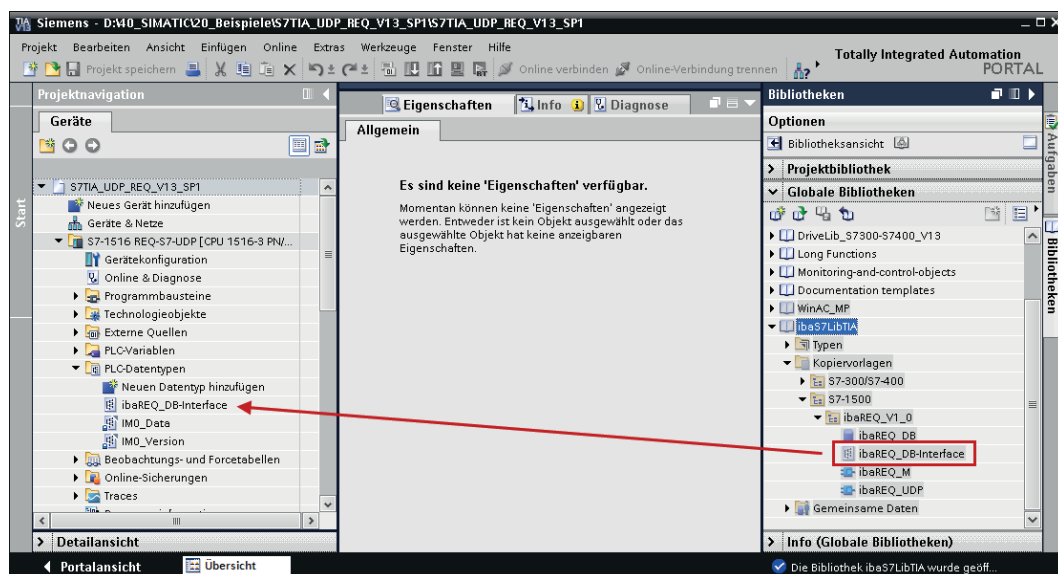 Siemens - D:\40_SIMATIC\20_Beispiele\S7TIA_UDP_REQ_V13_SP1\S7TIA_UDP_REQ_V13_SP1
Projekt Bearbeiten Ansicht Einfügen Online Extras Werkzeuge Fenster Hilfe
Projekt speichern Online verbinden Online-Verbindung trennen
Totally Integrated Automation
PORTAL
Projektnavigation
Geräte
Start
S7TIA_UDP_REQ_V13_SP1
Neues Gerät hinzufügen
Geräte & Netze
S7-1516 REQ-S7-UDP [CPU 1516-3 PN/...
Gerätekonfiguration
Online & Diagnose
Programmbausteine
Technologieobjekte
Externe Quellen
PLC-Variablen
PLC-Datentypen
Neuen Datentyp hinzufügen
ibaREQ_DB-Interface
IM0_Data
IM0_Version
Beobachtungs- und Forcetabellen
Online-Sicherungen
Traces
Detailansicht
Eigenschaften Info Diagnose
Allgemein
Es sind keine 'Eigenschaften' verfügbar.
Momentan können keine 'Eigenschaften' angezeigt
werden. Entweder ist kein Objekt ausgewählt oder das
ausgewählte Objekt hat keine anzeigbaren
Eigenschaften.
Bibliotheken
Optionen
Bibliotheksansicht
Projektbibliothek
Globale Bibliotheken
DriveLib_S7300-S7400_V13
Long Functions
Monitoring-and-control-objects
Documentation templates
WinAC_MP
ibaS7LibTIA
Typen
Kopiervorlagen
S7-300/S7-400
S7-1500
ibaREQ_V1_0
ibaREQ_DB
ibaREQ_DB-Interface
ibaREQ_M
ibaREQ_UDP
Gemeinsame Daten
Info (Globale Bibliotheken)
Aufgaben
Bibliotheken
Portalansicht Übersicht
Die Bibliothek ibaS7LibTIA wurde geöff...